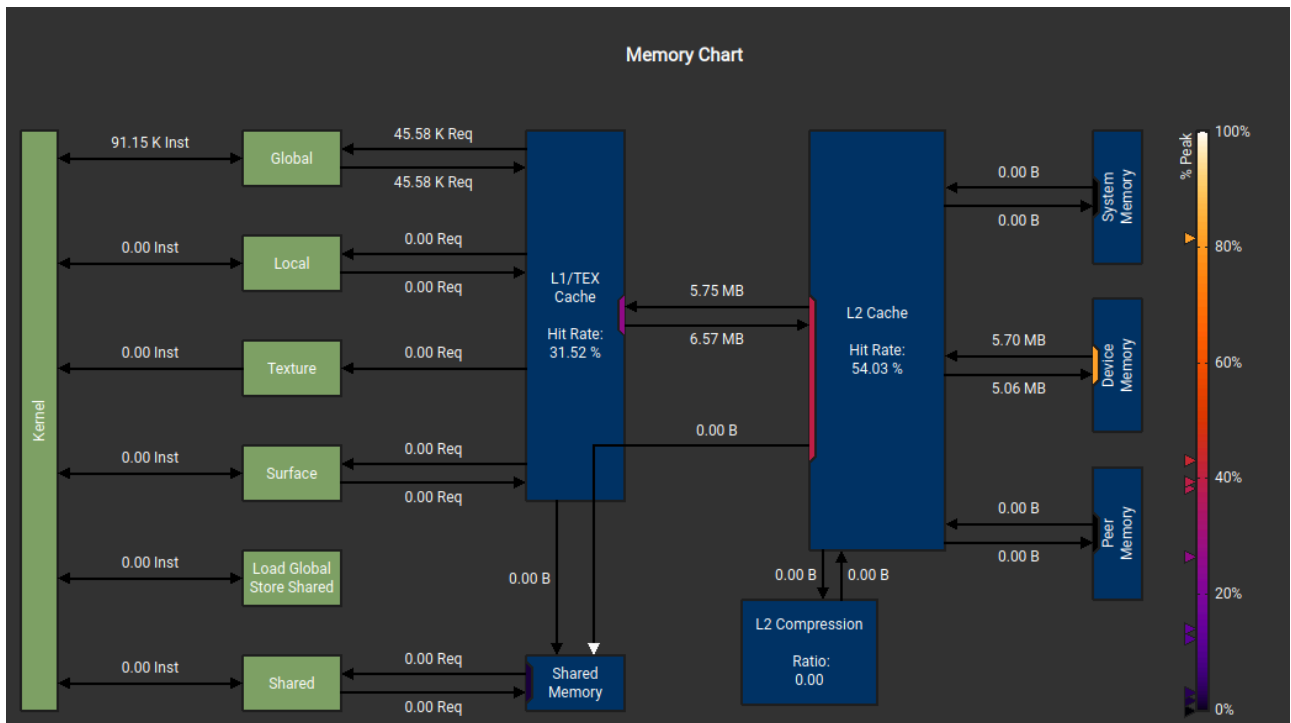 Memory Chart
Kernel
91.15 K Inst
Global
45.58 K Req
45.58 K Req
0.00 Inst
Local
0.00 Req
0.00 Req
0.00 Inst
Texture
0.00 Req
0.00 Inst
Surface
0.00 Req
0.00 Req
0.00 Inst
Load Global
Store Shared
0.00 Inst
Shared
0.00 Req
0.00 Req
L1/TEX
Cache
Hit Rate:
31.52 %
0.00 B
Shared
Memory
5.75 MB
6.57 MB
0.00 B
L2 Cache
Hit Rate:
54.03 %
0.00 B
0.00 B
L2 Compression
Ratio:
0.00
0.00 B
0.00 B
System
Memory
5.70 MB
5.06 MB
Device
Memory
0.00 B
0.00 B
Peer
Memory
% Peak
100%
80%
60%
40%
20%
0%